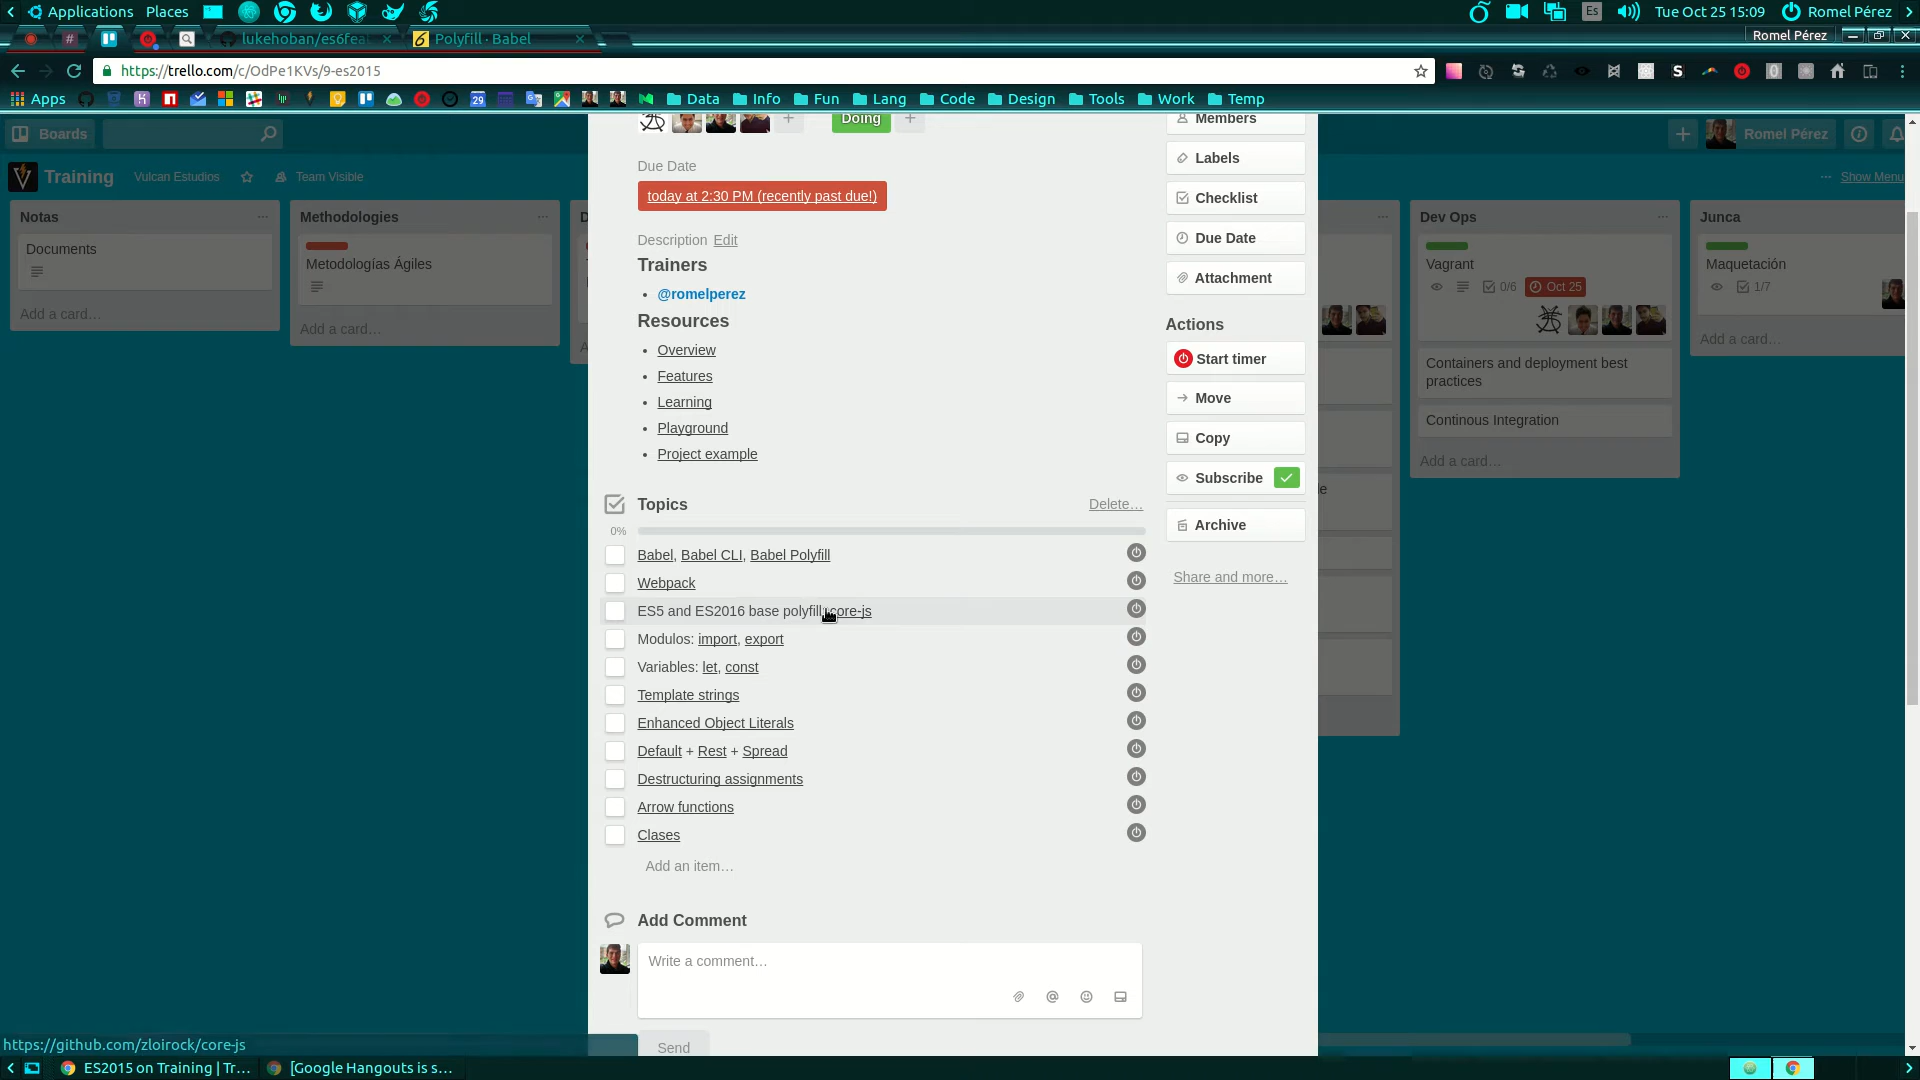 Applications Places
Es Tue Oct 25 15:09 Romel Pérez
lukehoban/es6fea Polyfill · Babel Romel Pérez
https://trello.com/c/OdPe1KVs/9-es2015
Apps Data Info Fun Lang Code Design Tools Work Temp
Boards Romel Pérez
Training Vulcan Estudios Team Visible Show Menu
Notas
Documents
Add a card…
Methodologies
Metodologías Ágiles
Add a card…
Doing
Due Date
today at 2:30 PM (recently past due!)
Description Edit
Trainers
@romelperez
Resources
Overview
Features
Learning
Playground
Project example
Topics Delete…
0%
Babel, Babel CLI, Babel Polyfill
Webpack
ES5 and ES2016 base polyfill: core-js
Modulos: import, export
Variables: let, const
Template strings
Enhanced Object Literals
Default + Rest + Spread
Destructuring assignments
Arrow functions
Clases
Add an item…
Add Comment
Write a comment…
Send
Members
Labels
Checklist
Due Date
Attachment
Actions
Start timer
Move
Copy
Subscribe
Archive
Share and more…
Dev Ops
Vagrant
0/6 Oct 25
Containers and deployment best
practices
Continous Integration
Add a card…
Junca
Maquetación
1/7
Add a card…
https://github.com/zloirock/core-js
ES2015 on Training | Tr… [Google Hangouts is s…